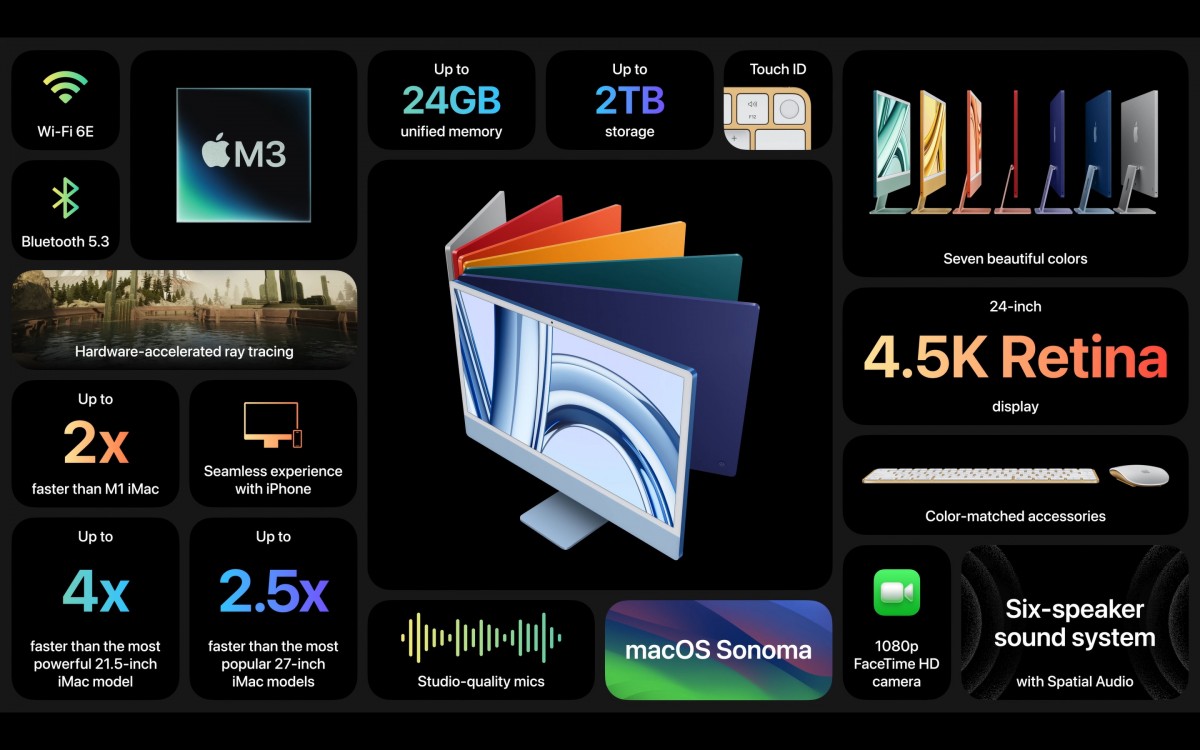 Wi-Fi 6E
M3
Up to
24GB
unified memory
Up to
2TB
storage
Touch ID
F12
Bluetooth 5.3
Seven beautiful colors
Hardware-accelerated ray tracing
24-inch
4.5K Retina
display
Up to
2x
faster than M1 iMac
Seamless experience
with iPhone
Color-matched accessories
Up to
4x
faster than the most
powerful 21.5-inch
iMac model
Up to
2.5x
faster than the most
popular 27-inch
iMac models
Studio-quality mics
macOS Sonoma
1080p
FaceTime HD
camera
Six-speaker
sound system
with Spatial Audio